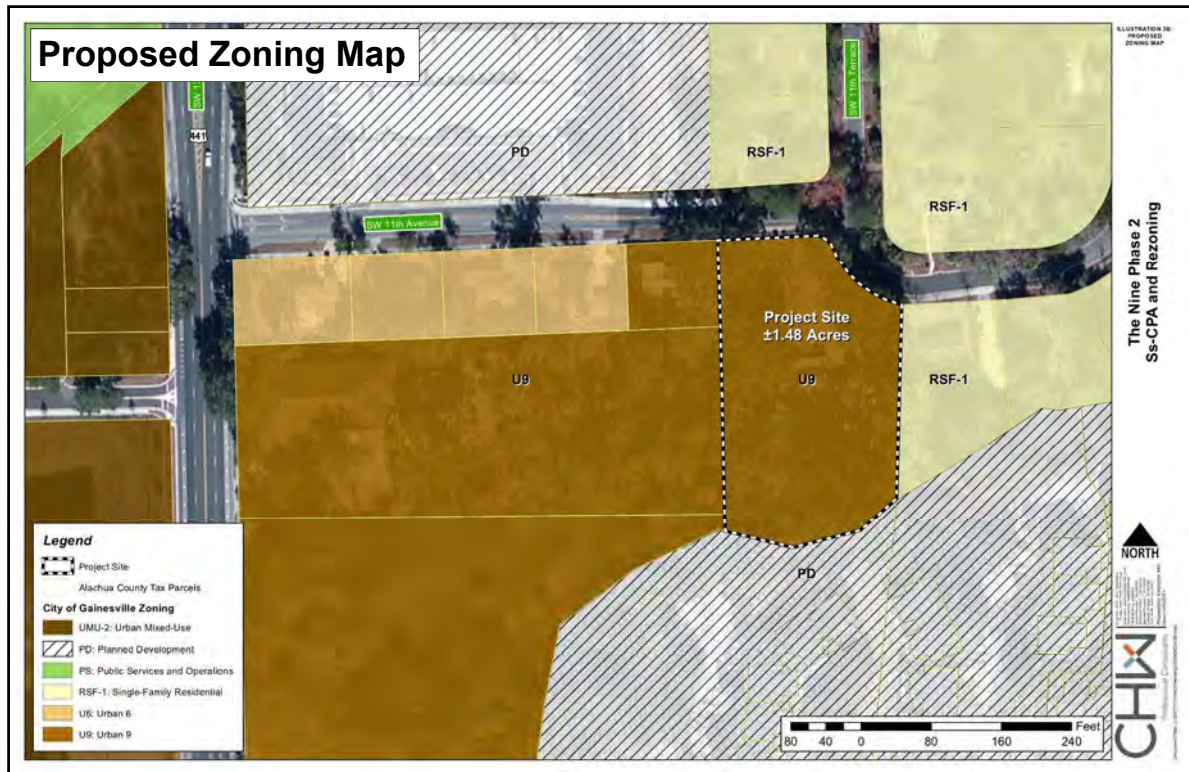 Proposed Zoning Map
ILLUSTRATION 3B:
PROPOSED
ZONING MAP
441
SW 11th Terrace
PD
RSF-1
RSF-1
SW 11th Avenue
Project Site
±1.48 Acres
U9
U9
RSF-1
PD
The Nine Phase 2
Ss-CPA and Rezoning
Legend
Project Site
Alachua County Tax Parcels
City of Gainesville Zoning
UMU-2: Urban Mixed-Use
PD: Planned Development
PS: Public Services and Operations
RSF-1: Single-Family Residential
U6: Urban 6
U9: Urban 9
NORTH
CHW
Professional Consultants
Feet
80 40 0 80 160 240